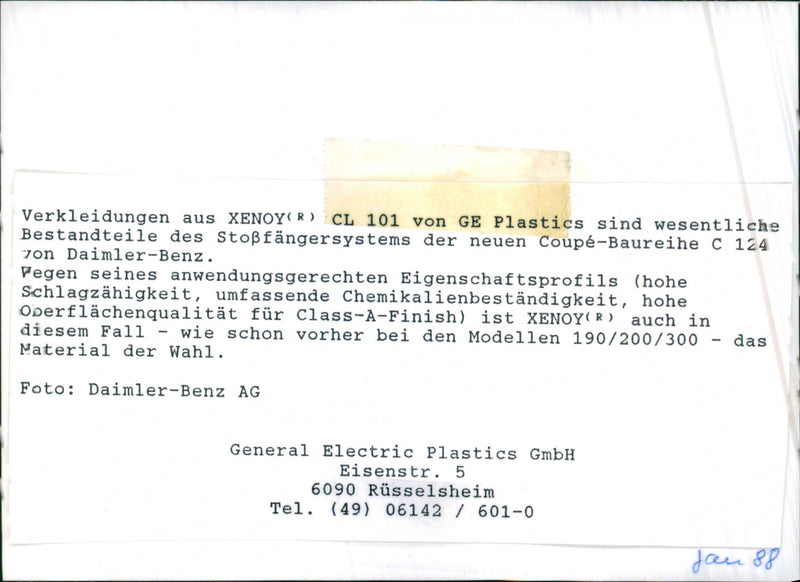 Verkleidungen aus XENOY(R) CL 101 von GE Plastics sind wesentliche
Bestandteile des Stoßfängersystems der neuen Coupé-Baureihe C 124
von Daimler-Benz.
Wegen seines anwendungsgerechten Eigenschaftsprofils (hohe
Schlagzähigkeit, umfassende Chemikalienbeständigkeit, hohe
Oberflächenqualität für Class-A-Finish) ist XENOY(R) auch in
diesem Fall - wie schon vorher bei den Modellen 190/200/300 - das
Material der Wahl.
Foto: Daimler-Benz AG
General Electric Plastics GmbH
Eisenstr. 5
6090 Rüsselsheim
Tel. (49) 06142 / 601-0
Jan 88